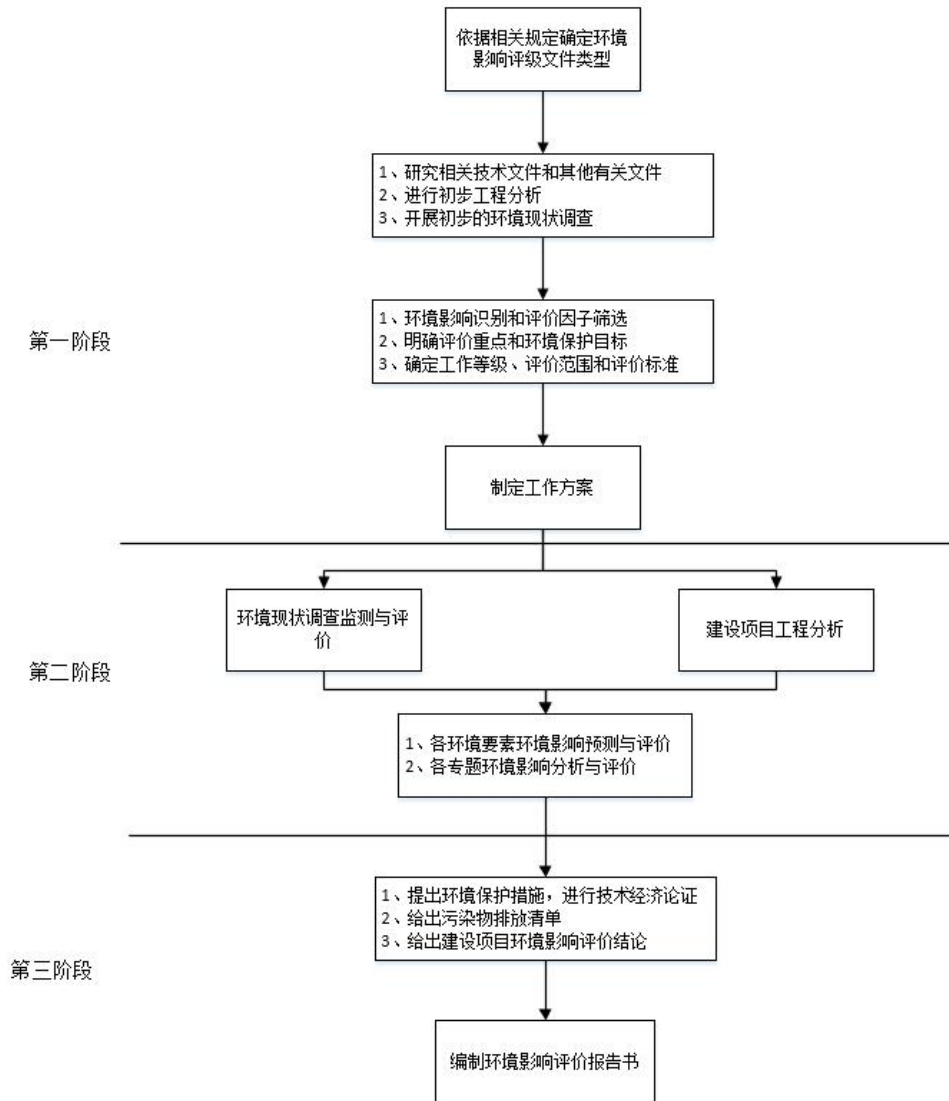 依据相关规定确定环境
影响评级文件类型
1、研究相关技术文件和其他有关文件
2、进行初步工程分析
3、开展初步的环境现状调查
第一阶段
1、环境影响识别和评价因子筛选
2、明确评价重点和环境保护目标
3、确定工作等级、评价范围和评价标准
制定工作方案
第二阶段
环境现状调查监测与评
价
建设项目工程分析
1、各环境要素环境影响预测与评价
2、各专题环境影响分析与评价
第三阶段
1、提出环境保护措施，进行技术经济论证
2、给出污染物排放清单
3、给出建设项目环境影响评价结论
编制环境影响评价报告书